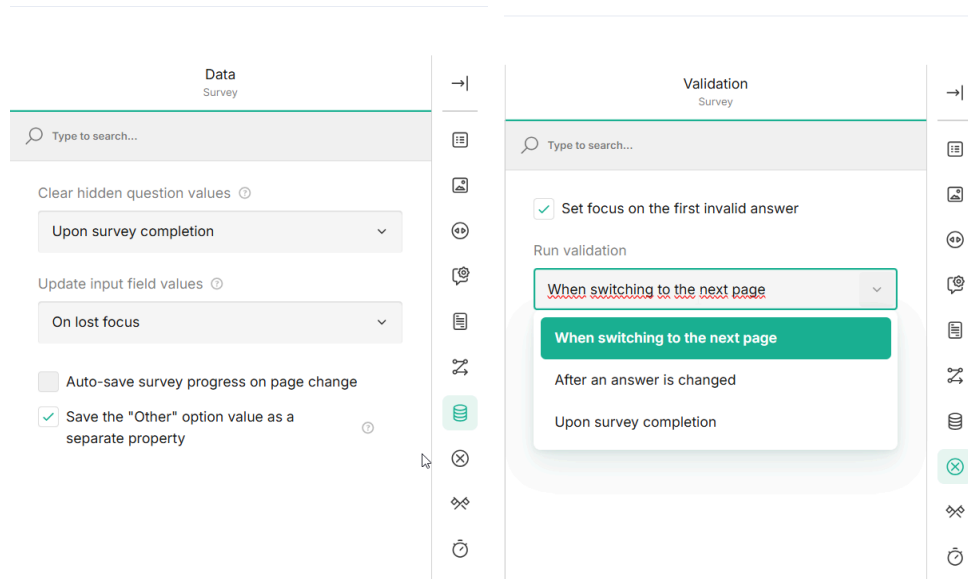 Data
Survey
Type to search...
Clear hidden question values
Upon survey completion
Update input field values
On lost focus
Auto-save survey progress on page change
Save the "Other" option value as a
separate property
Validation
Survey
Type to search...
Set focus on the first invalid answer
Run validation
When switching to the next page
When switching to the next page
After an answer is changed
Upon survey completion